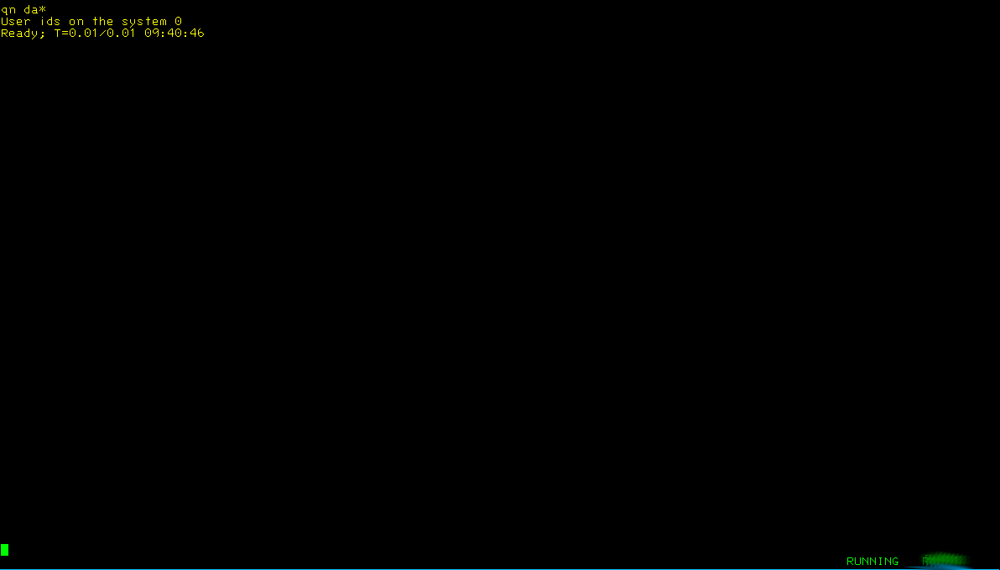 qn da*
User ids on the system 0
Ready; T=0.01/0.01 09:40:46
RUNNING